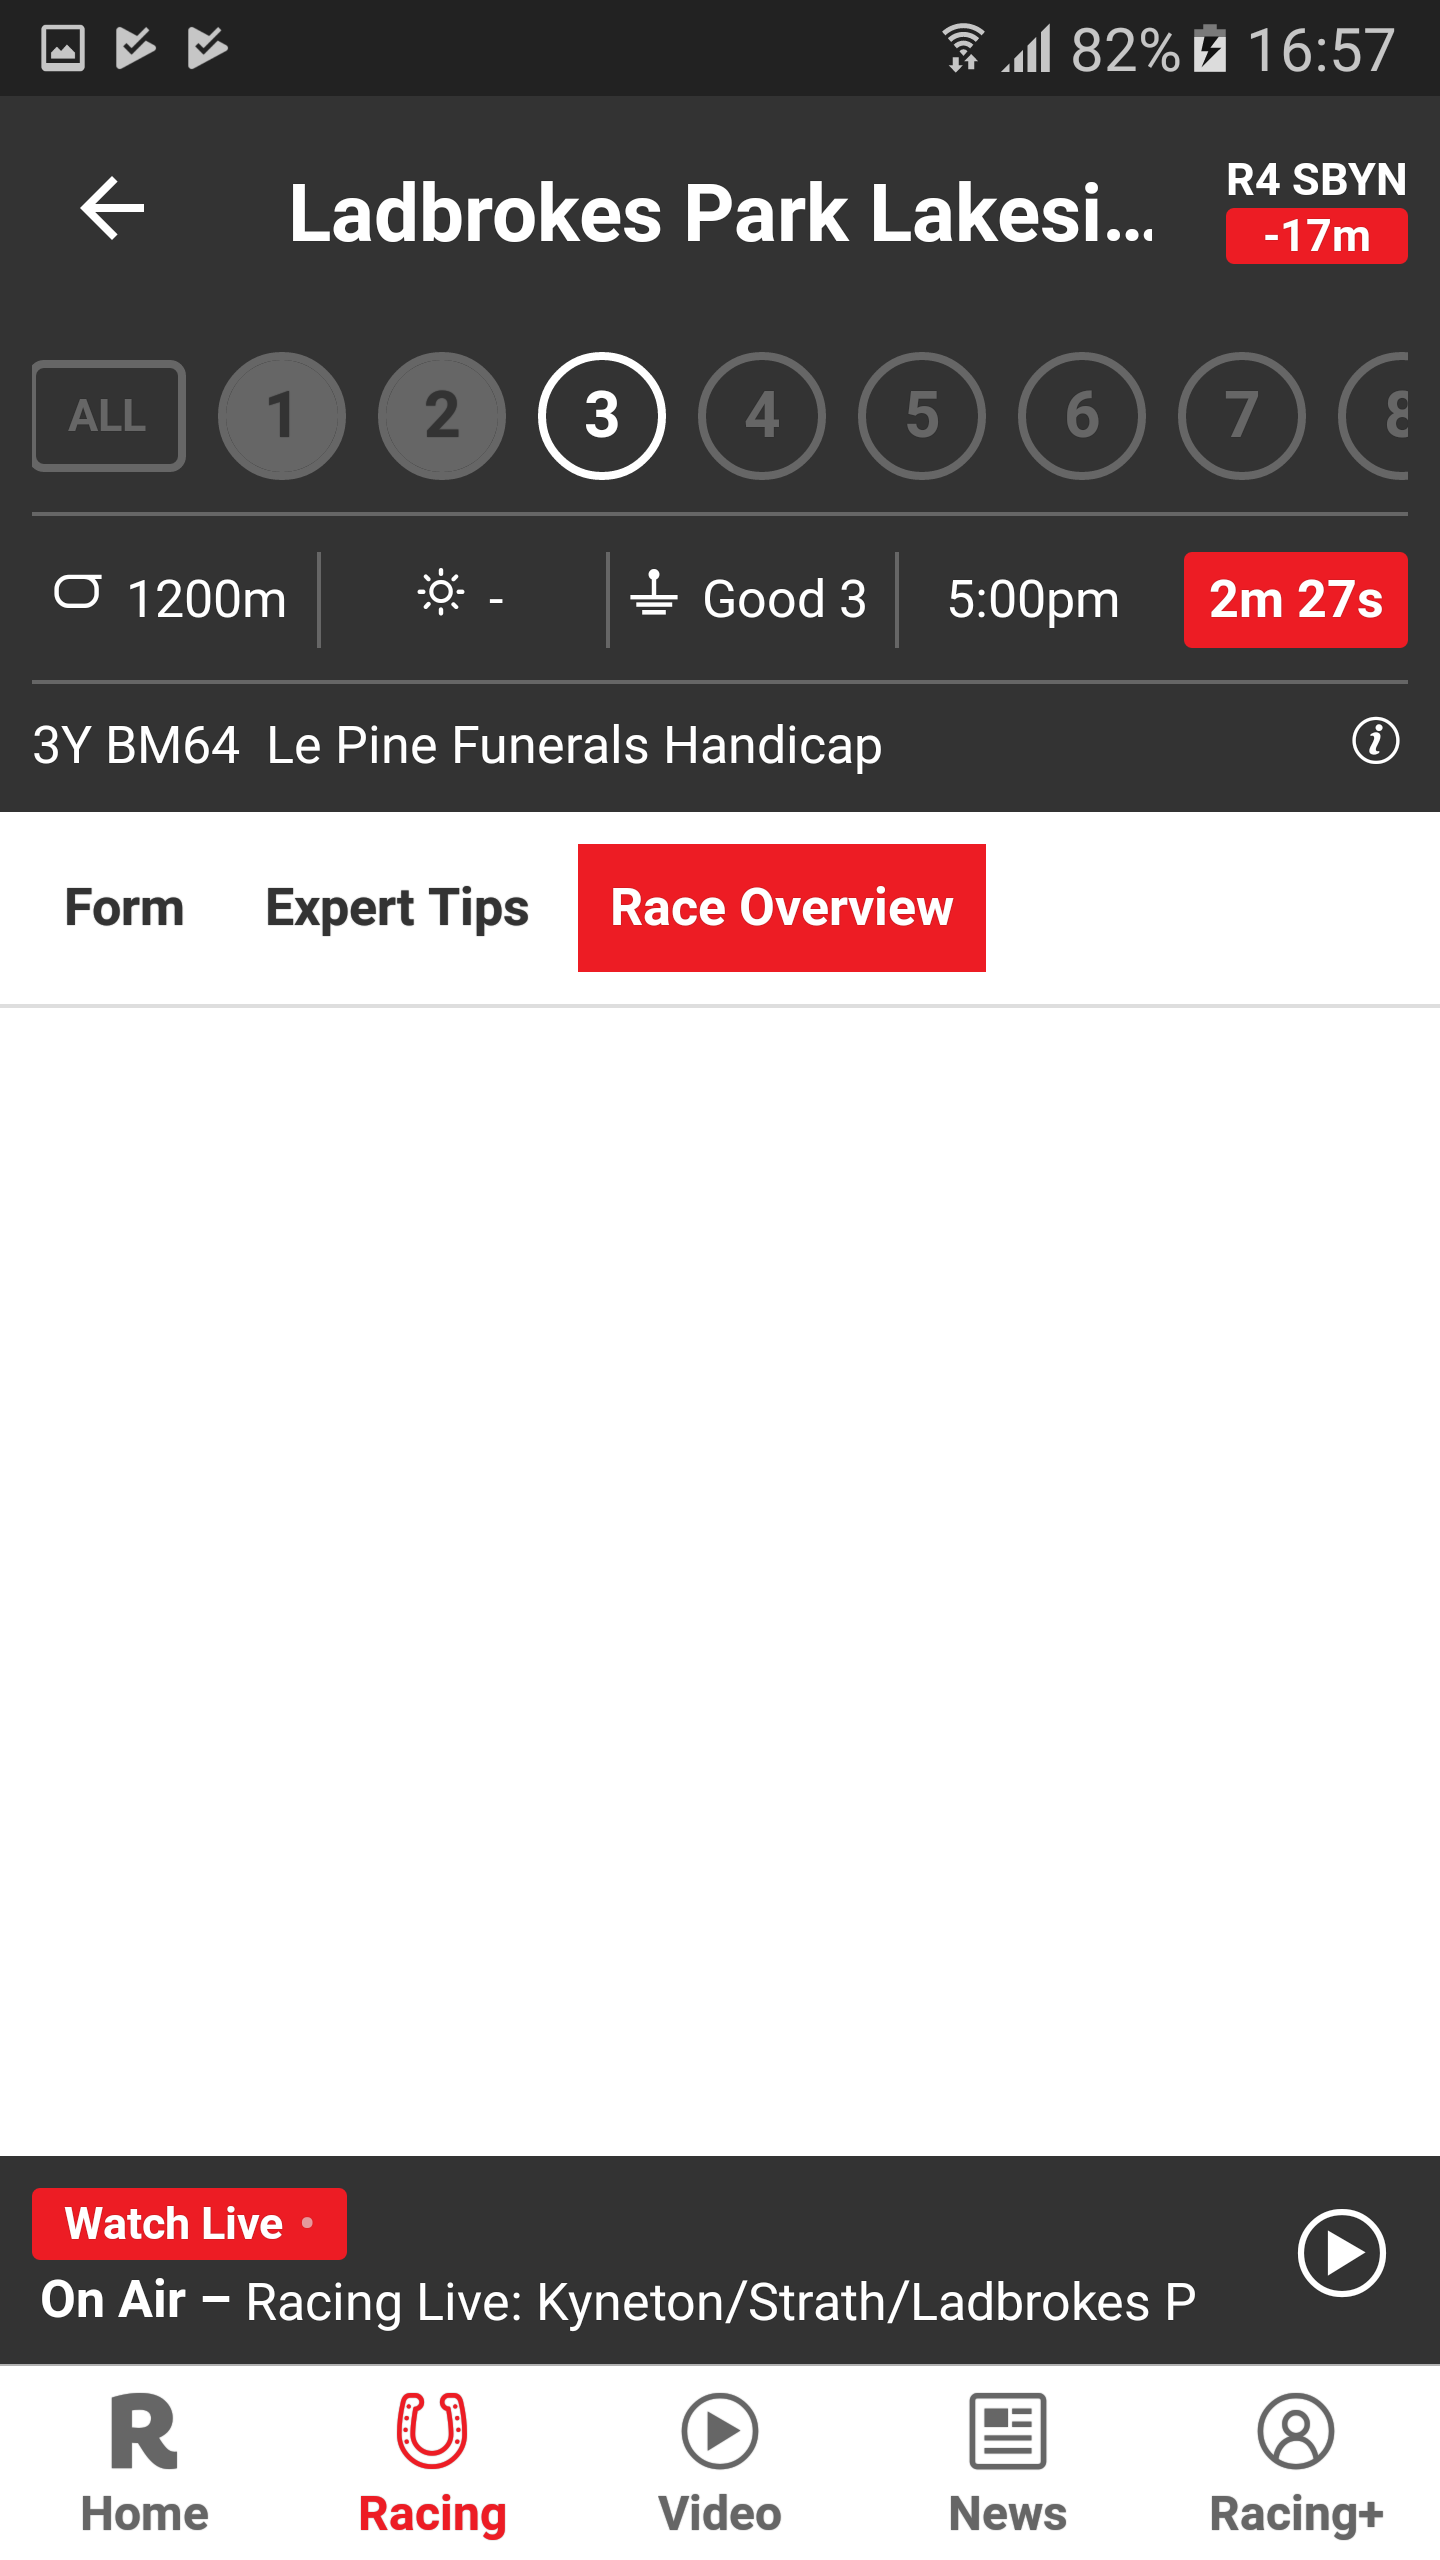 82% 16:57
Ladbrokes Park Lakesi...
R4 SBYN
-17m
ALL 1 2 3 4 5 6 7 8
1200m - Good 3 5:00pm 2m 27s
3Y BM64 Le Pine Funerals Handicap
Form Expert Tips Race Overview
Watch Live
On Air – Racing Live: Kyneton/Strath/Ladbrokes P
Home Racing Video News Racing+